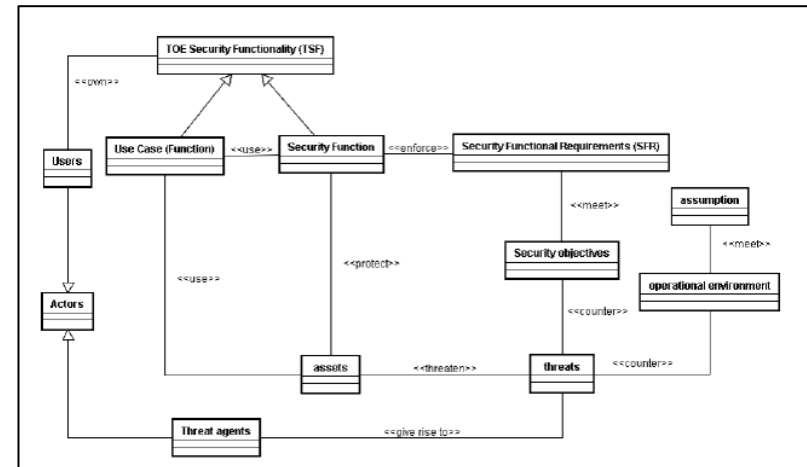 TOE Security Functionality (TSF)
<<own>>
Use Case (Function)
<<use>>
Security Function
<<enforce>>
Security Functional Requirements (SFR)
Users
assumption
<<meet>>
<<meet>>
Security objectives
<<protect>>
<<use>>
operational environment
Actors
<<counter>>
assets
<<threaten>>
threats
<<counter>>
Threat agents
<<give rise to>>